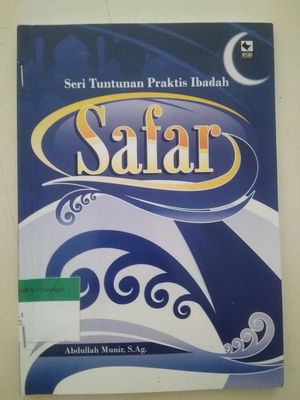 Seri Tuntunan Praktis Ibadah
Safar
Abdullah Munir, S.Ag.